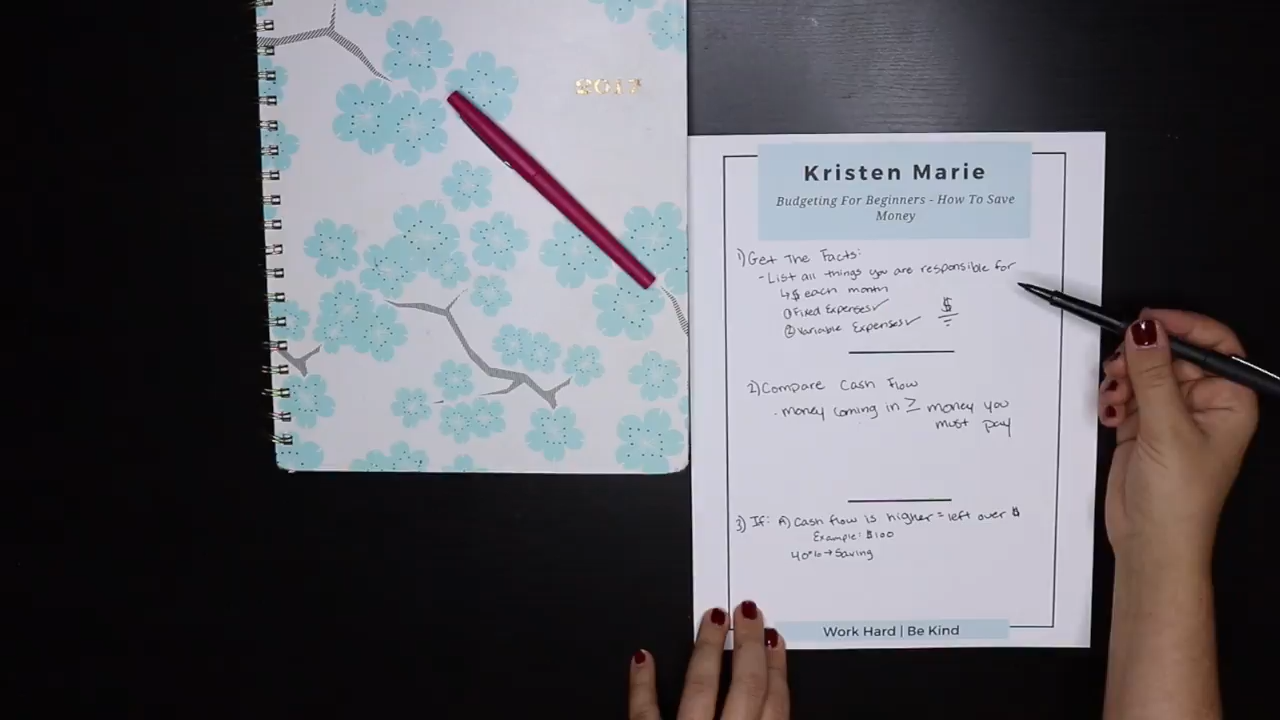 2017
Kristen Marie
Budgeting For Beginners - How To Save
Money
1) Get The Facts:
- List all things you are responsible for
↳ $ each month
① Fixed Expenses ✓
② Variable Expenses ✓
$
2) Compare Cash flow
· money coming in ≥ money you
must pay
3) If: A) Cash flow is higher = left over $
Example: $100
40% → Saving
Work Hard | Be Kind